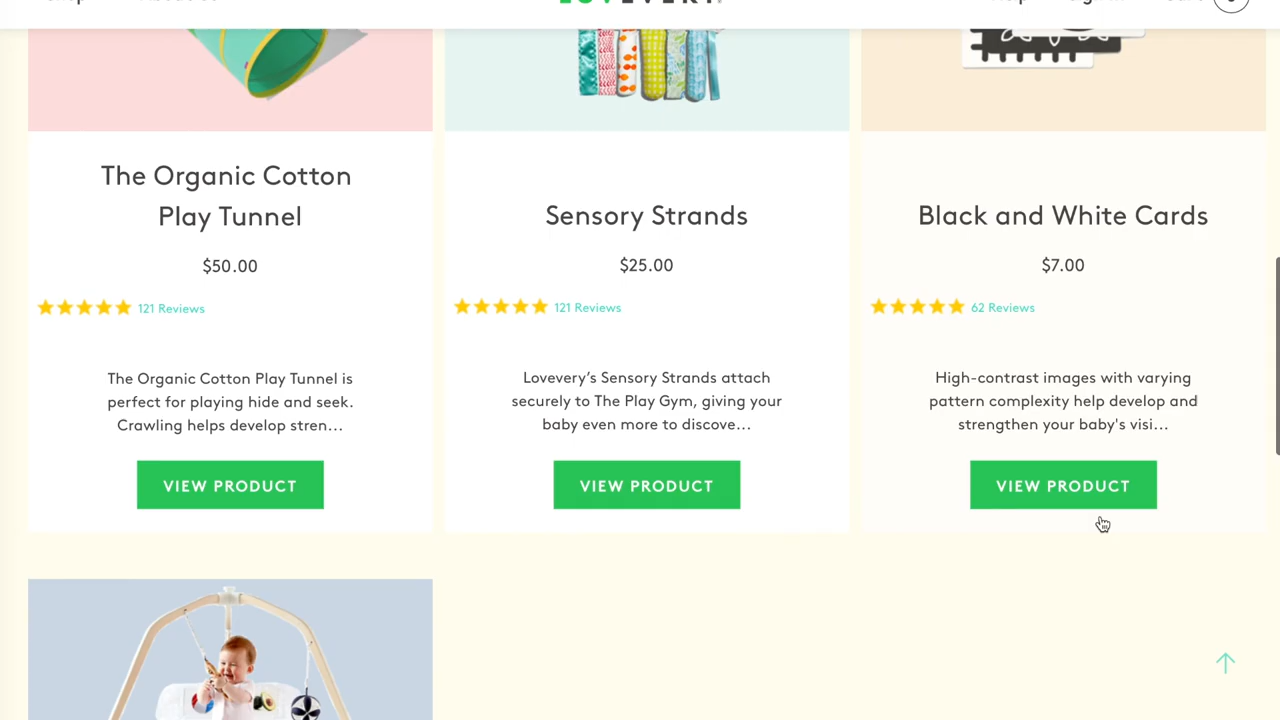 The Organic Cotton
Play Tunnel
$50.00
121 Reviews
The Organic Cotton Play Tunnel is
perfect for playing hide and seek.
Crawling helps develop stren...
VIEW PRODUCT
Sensory Strands
$25.00
121 Reviews
Lovevery’s Sensory Strands attach
securely to The Play Gym, giving your
baby even more to discover...
VIEW PRODUCT
Black and White Cards
$7.00
62 Reviews
High-contrast images with varying
pattern complexity help develop and
strengthen your baby's visi...
VIEW PRODUCT